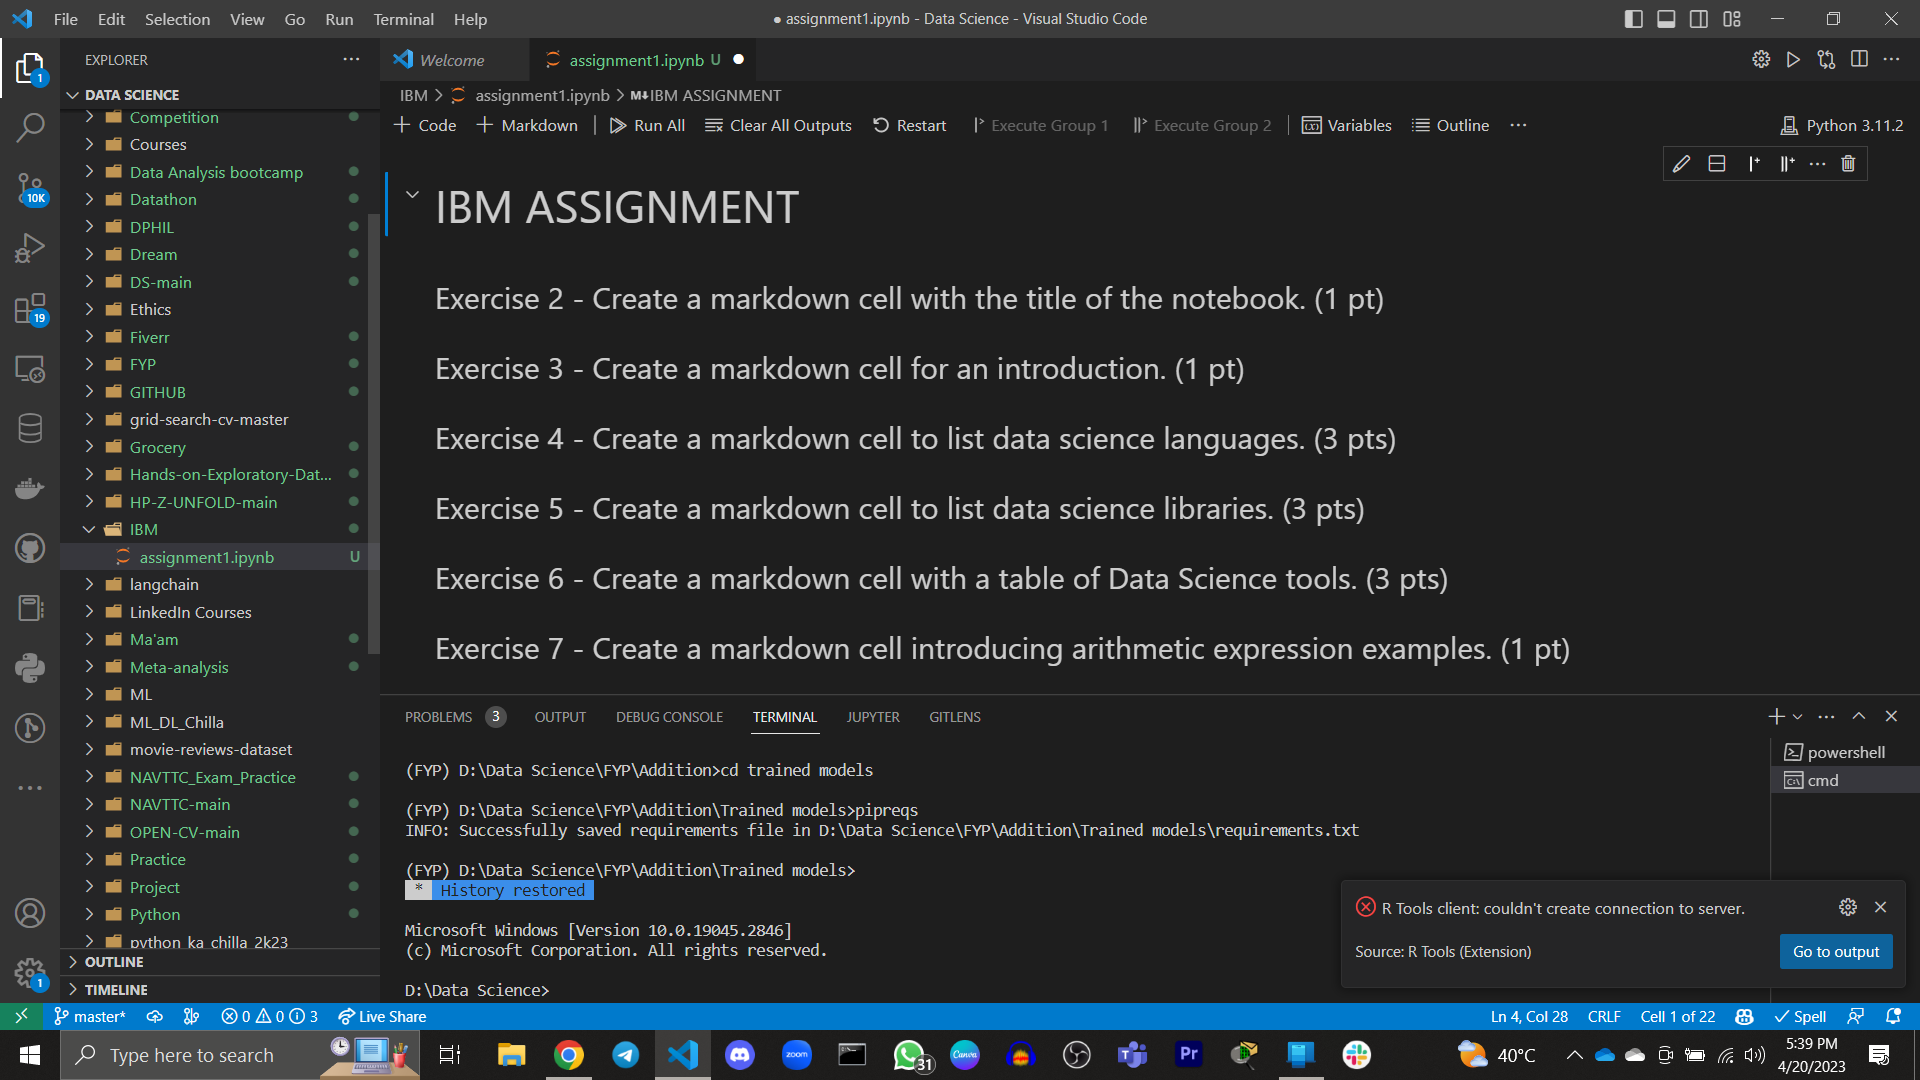 File Edit Selection View Go Run Terminal Help
● assignment1.ipynb - Data Science - Visual Studio Code
EXPLORER
Welcome
assignment1.ipynb U
DATA SCIENCE
Competition
Courses
Data Analysis bootcamp
Datathon
DPHIL
Dream
DS-main
Ethics
Fiverr
FYP
GITHUB
grid-search-cv-master
Grocery
Hands-on-Exploratory-Dat...
HP-Z-UNFOLD-main
IBM
assignment1.ipynb U
langchain
LinkedIn Courses
Ma'am
Meta-analysis
ML
ML_DL_Chilla
movie-reviews-dataset
NAVTTC_Exam_Practice
NAVTTC-main
OPEN-CV-main
Practice
Project
Python
python_ka_chilla_2k23
OUTLINE
TIMELINE
1
10K
19
1
IBM > assignment1.ipynb > M↓IBM ASSIGNMENT
+ Code + Markdown Run All Clear All Outputs Restart Execute Group 1 Execute Group 2 Variables Outline ... Python 3.11.2
IBM ASSIGNMENT
Exercise 2 - Create a markdown cell with the title of the notebook. (1 pt)
Exercise 3 - Create a markdown cell for an introduction. (1 pt)
Exercise 4 - Create a markdown cell to list data science languages. (3 pts)
Exercise 5 - Create a markdown cell to list data science libraries. (3 pts)
Exercise 6 - Create a markdown cell with a table of Data Science tools. (3 pts)
Exercise 7 - Create a markdown cell introducing arithmetic expression examples. (1 pt)
PROBLEMS 3 OUTPUT DEBUG CONSOLE TERMINAL JUPYTER GITLENS
(FYP) D:\Data Science\FYP\Addition>cd trained models
(FYP) D:\Data Science\FYP\Addition\Trained models>pipreqs
INFO: Successfully saved requirements file in D:\Data Science\FYP\Addition\Trained models\requirements.txt
(FYP) D:\Data Science\FYP\Addition\Trained models>
* History restored
Microsoft Windows [Version 10.0.19045.2846]
(c) Microsoft Corporation. All rights reserved.
D:\Data Science>
powershell
cmd
R Tools client: couldn't create connection to server.
Source: R Tools (Extension)
Go to output
master* 0 0 3 Live Share
Ln 4, Col 28 CRLF Cell 1 of 22 Spell
Type here to search
zoom
31
Canva
Pr
40°C
5:39 PM
4/20/2023